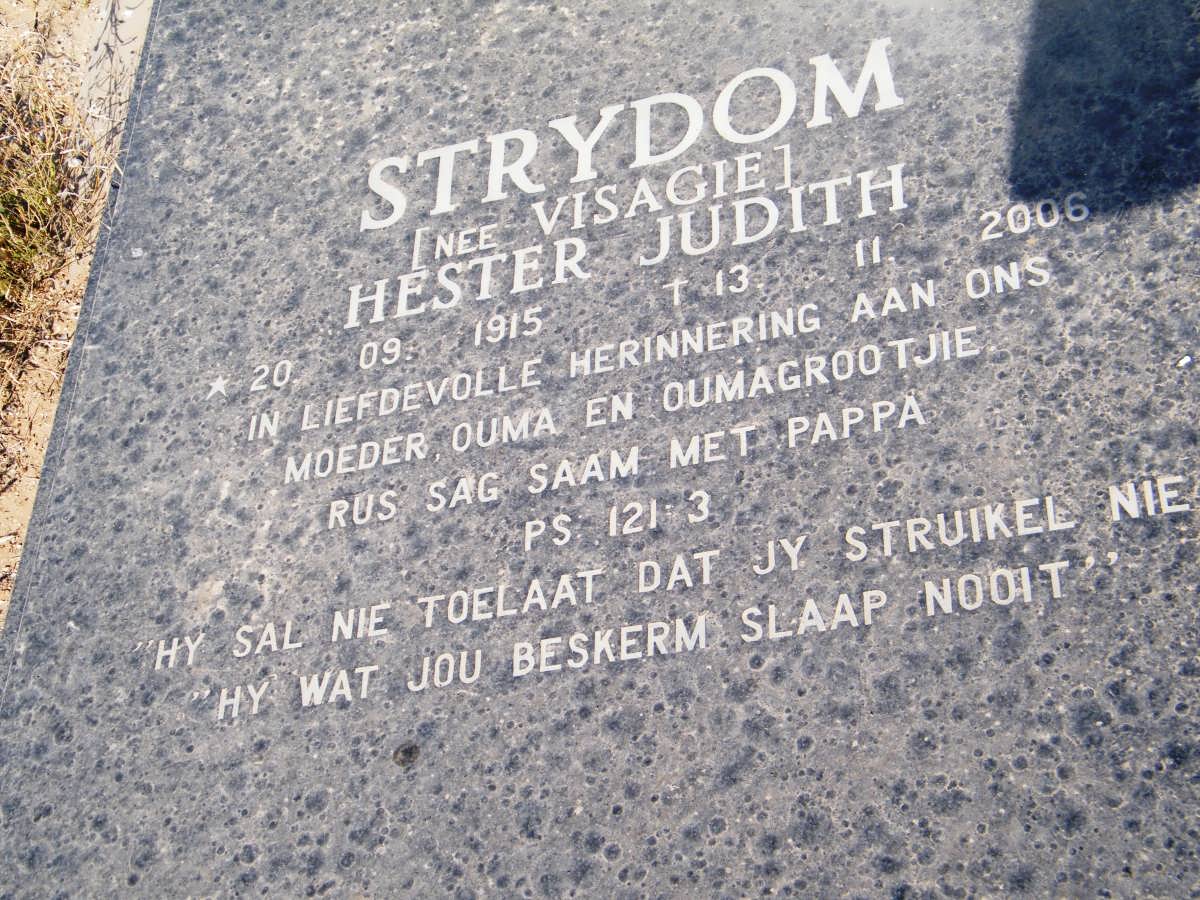 STRYDOM
[NEE VISAGIE]
HESTER JUDITH
★ 20. 09. 1915 † 13. 11. 2006
IN LIEFDEVOLLE HERINNERING AAN ONS
MOEDER, OUMA EN OUMAGROOTJIE.
RUS SAG SAAM MET PAPPA
PS. 121:3
"HY SAL NIE TOELAAT DAT JY STRUIKEL NIE
"HY WAT JOU BESKERM SLAAP NOOIT"